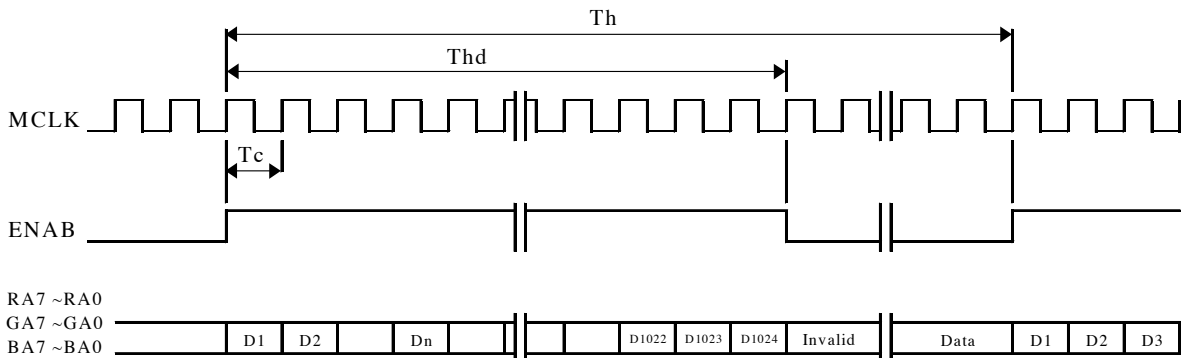 Th
Thd
MCLK
Tc
ENAB
RA7 ~RA0
GA7 ~GA0
BA7 ~BA0
D1 D2 Dn D1022 D1023 D1024 Invalid Data D1 D2 D3